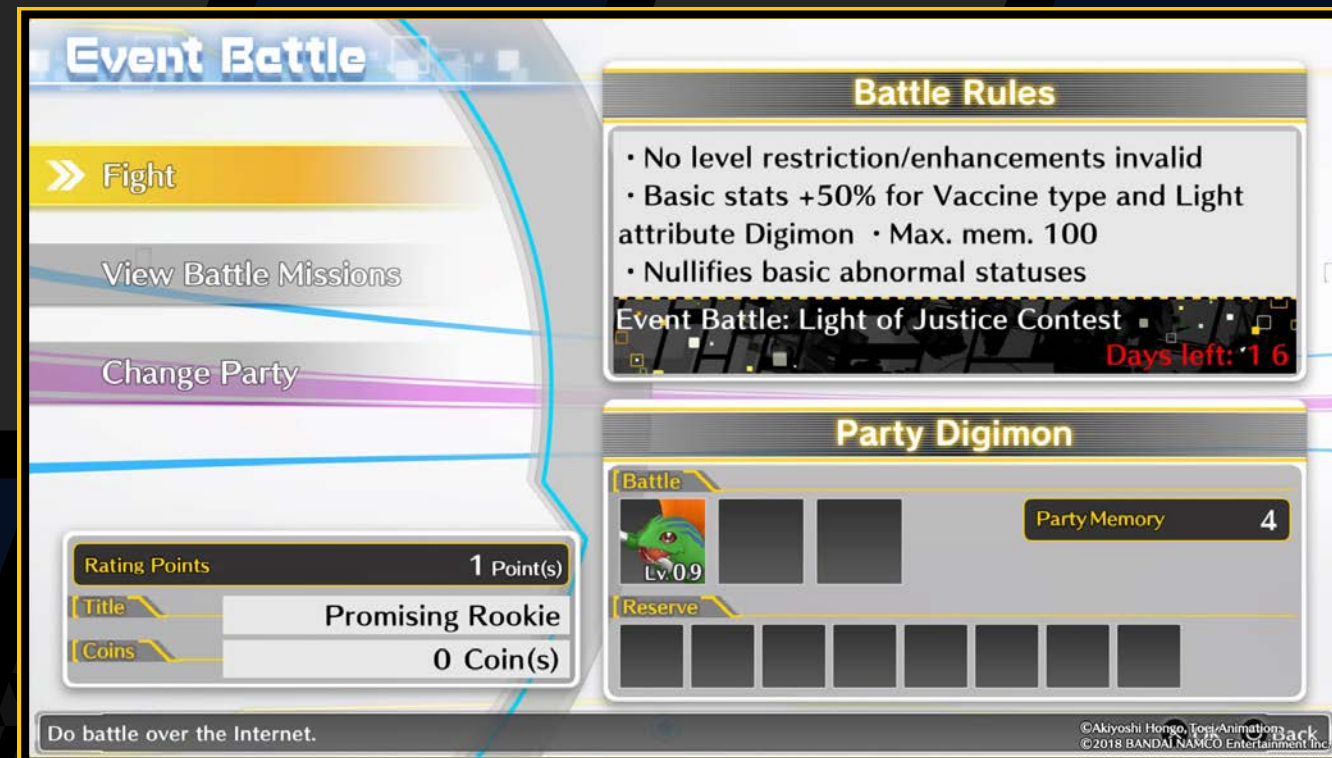 Event Battle
Fight
View Battle Missions
Change Party
Rating Points 1 Point(s)
Title Promising Rookie
Coins 0 Coin(s)
Battle Rules
・No level restriction/enhancements invalid
・Basic stats +50% for Vaccine type and Light
attribute Digimon ・Max. mem. 100
・Nullifies basic abnormal statuses
Event Battle: Light of Justice Contest
Days left: 16
Party Digimon
Battle
Party Memory 4
Lv.09
Reserve
Do battle over the Internet.
OK Back
©Akiyoshi Hongo, Toei Animation
©2018 BANDAI NAMCO Entertainment Inc.